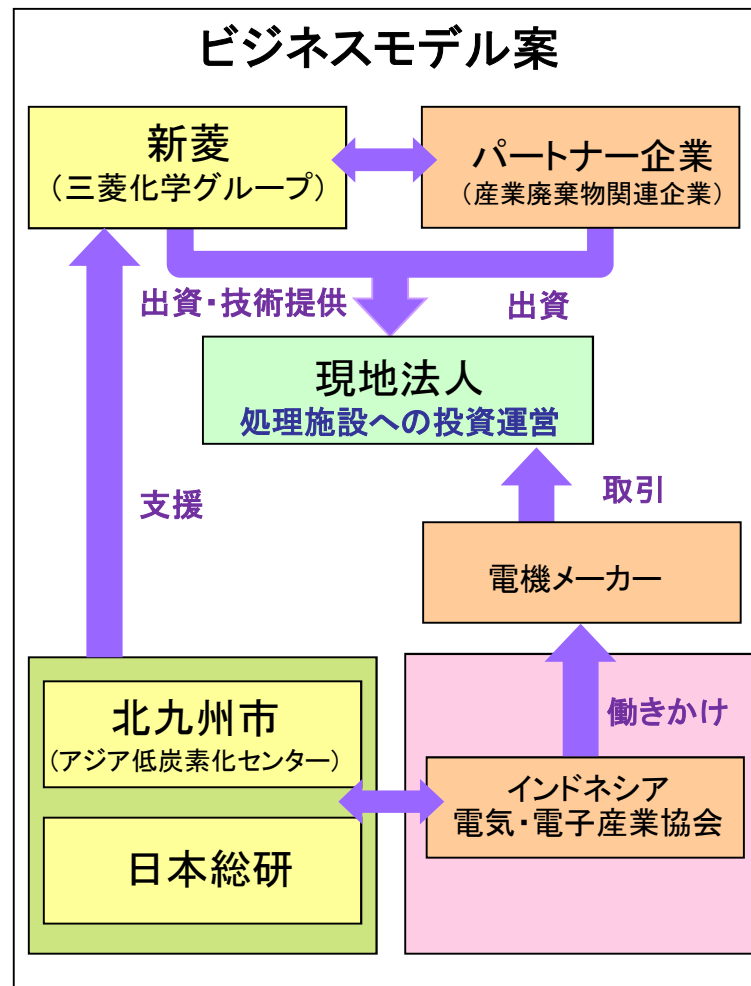 ビジネスモデル案
新菱
（三菱化学グループ）
パートナー企業
（産業廃棄物関連企業）
出資・技術提供
出資
現地法人
処理施設への投資運営
支援
取引
電機メーカー
働きかけ
北九州市
（アジア低炭素化センター）
インドネシア
電気・電子産業協会
日本総研